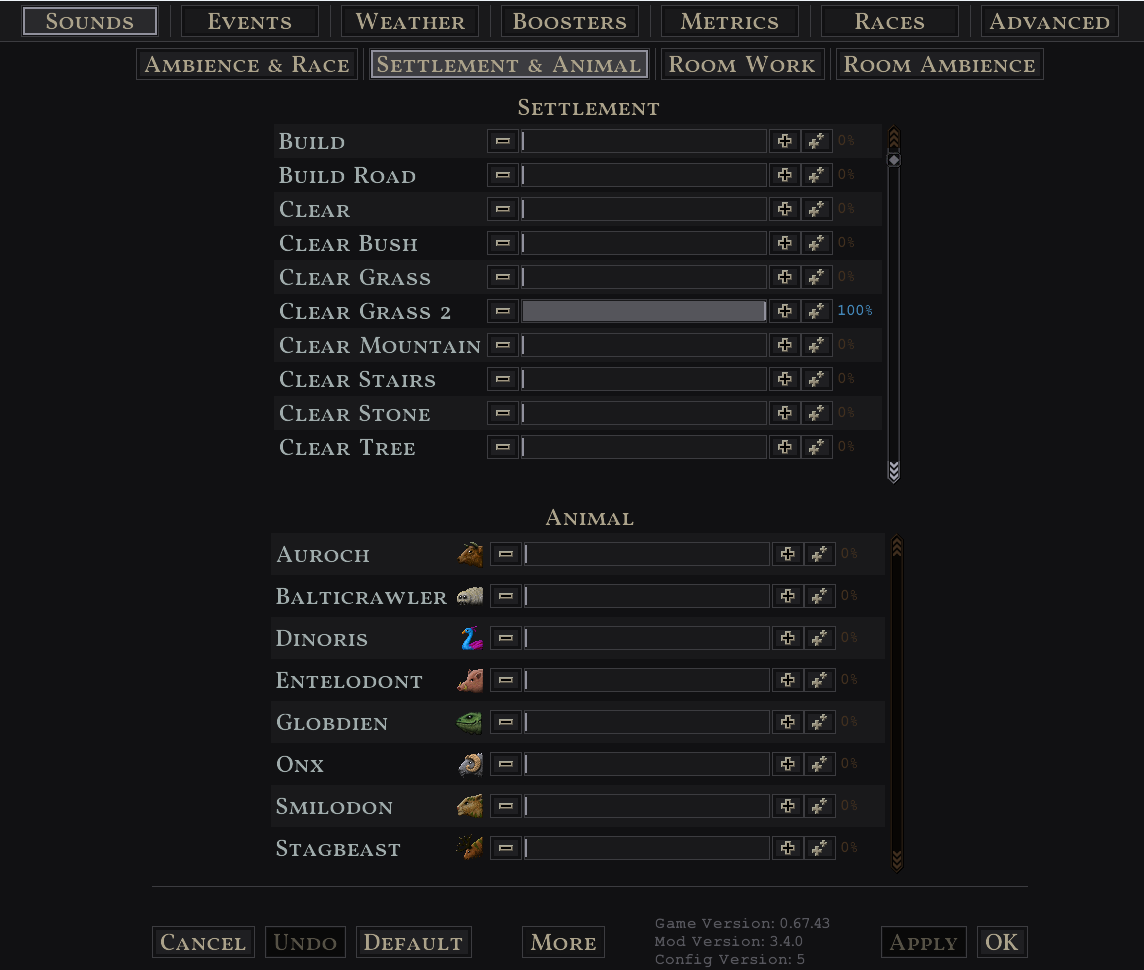 Sounds Events Weather Boosters Metrics Races Advanced
Ambience & Race Settlement & Animal Room Work Room Ambience
Settlement
Build 0%
Build Road 0%
Clear 0%
Clear Bush 0%
Clear Grass 0%
Clear Grass 2 100%
Clear Mountain 0%
Clear Stairs 0%
Clear Stone 0%
Clear Tree 0%
Animal
Auroch 0%
Balticrawler 0%
Dinoris 0%
Entelodont 0%
Globdien 0%
Onx 0%
Smilodon 0%
Stagbeast 0%
Cancel Undo Default More
Game Version: 0.67.43
Mod Version: 3.4.0
Config Version: 5
Apply OK